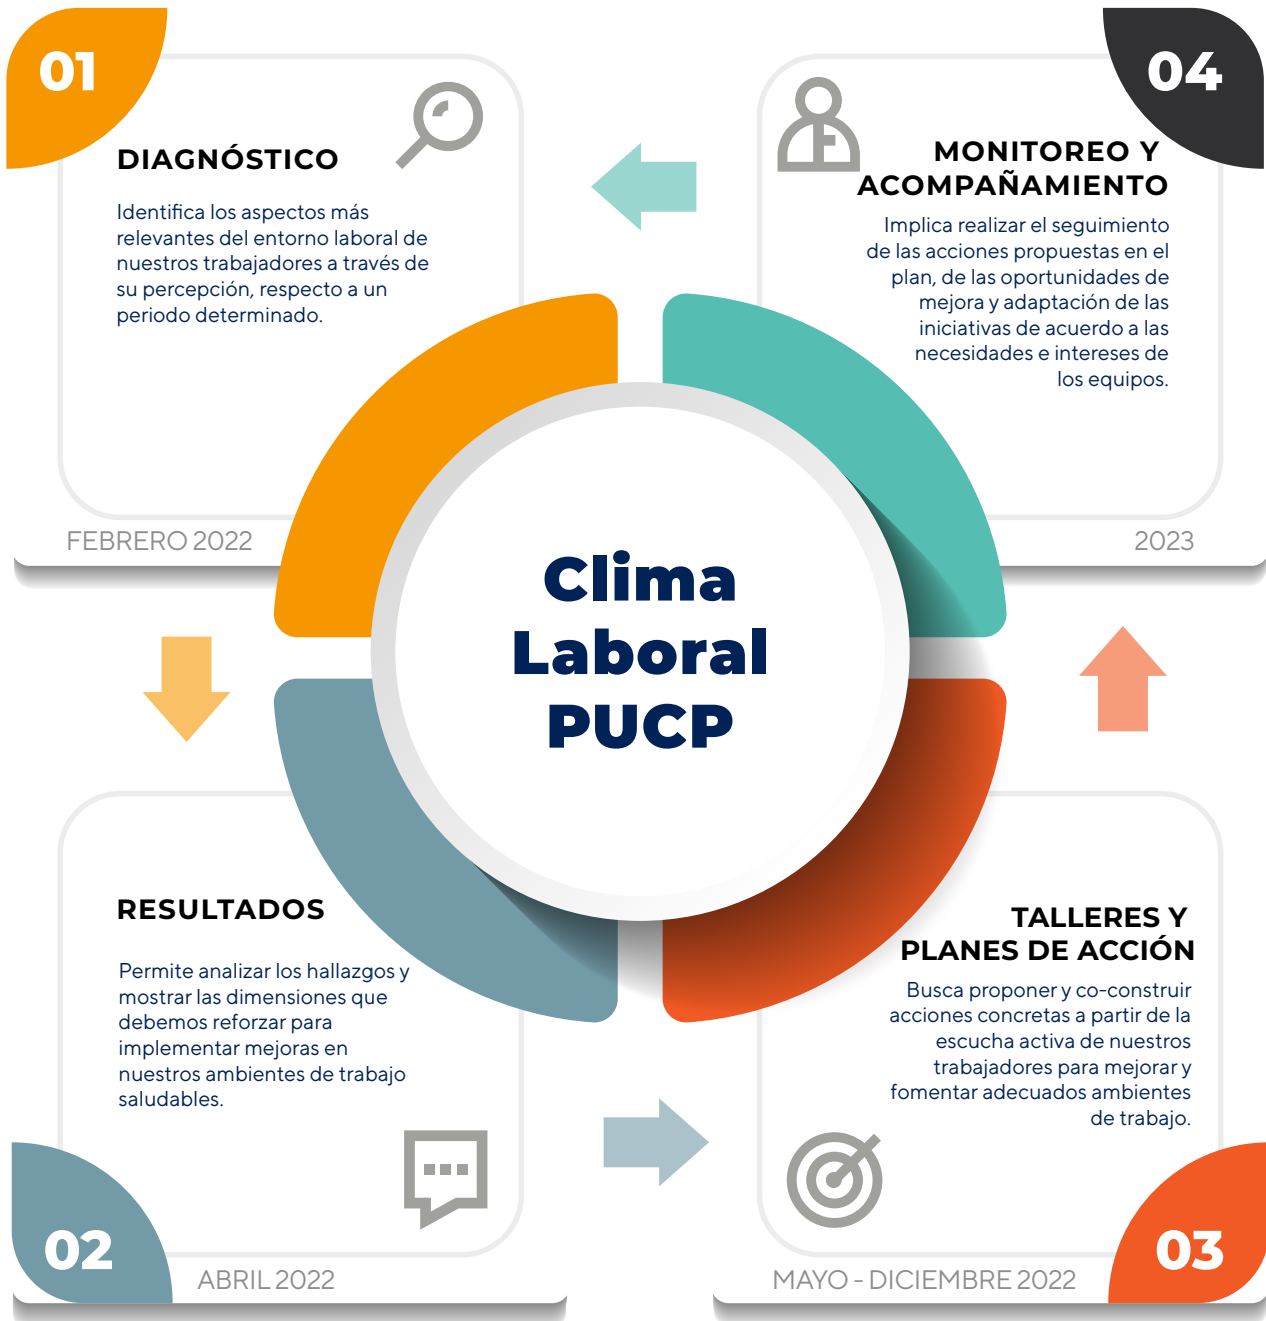 01
DIAGNÓSTICO
Identifica los aspectos más
relevantes del entorno laboral de
nuestros trabajadores a través de
su percepción, respecto a un
periodo determinado.
FEBRERO 2022
04
MONITOREO Y
ACOMPAÑAMIENTO
Implica realizar el seguimiento
de las acciones propuestas en el
plan, de las oportunidades de
mejora y adaptación de las
iniciativas de acuerdo a las
necesidades e intereses de
los equipos.
2023
Clima
Laboral
PUCP
RESULTADOS
Permite analizar los hallazgos y
mostrar las dimensiones que
debemos reforzar para
implementar mejoras en
nuestros ambientes de trabajo
saludables.
02
ABRIL 2022
TALLERES Y
PLANES DE ACCIÓN
Busca proponer y co-construir
acciones concretas a partir de la
escucha activa de nuestros
trabajadores para mejorar y
fomentar adecuados ambientes
de trabajo.
03
MAYO - DICIEMBRE 2022